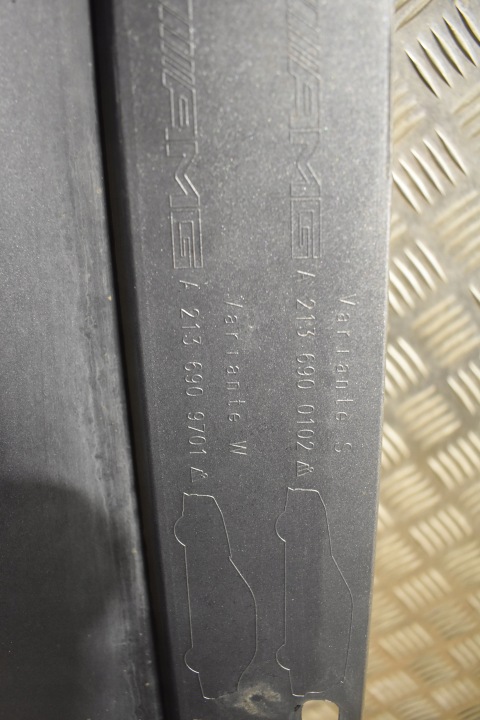 AMG
Variante S
A 213 690 0102
AMG
Variante W
A 213 690 9701